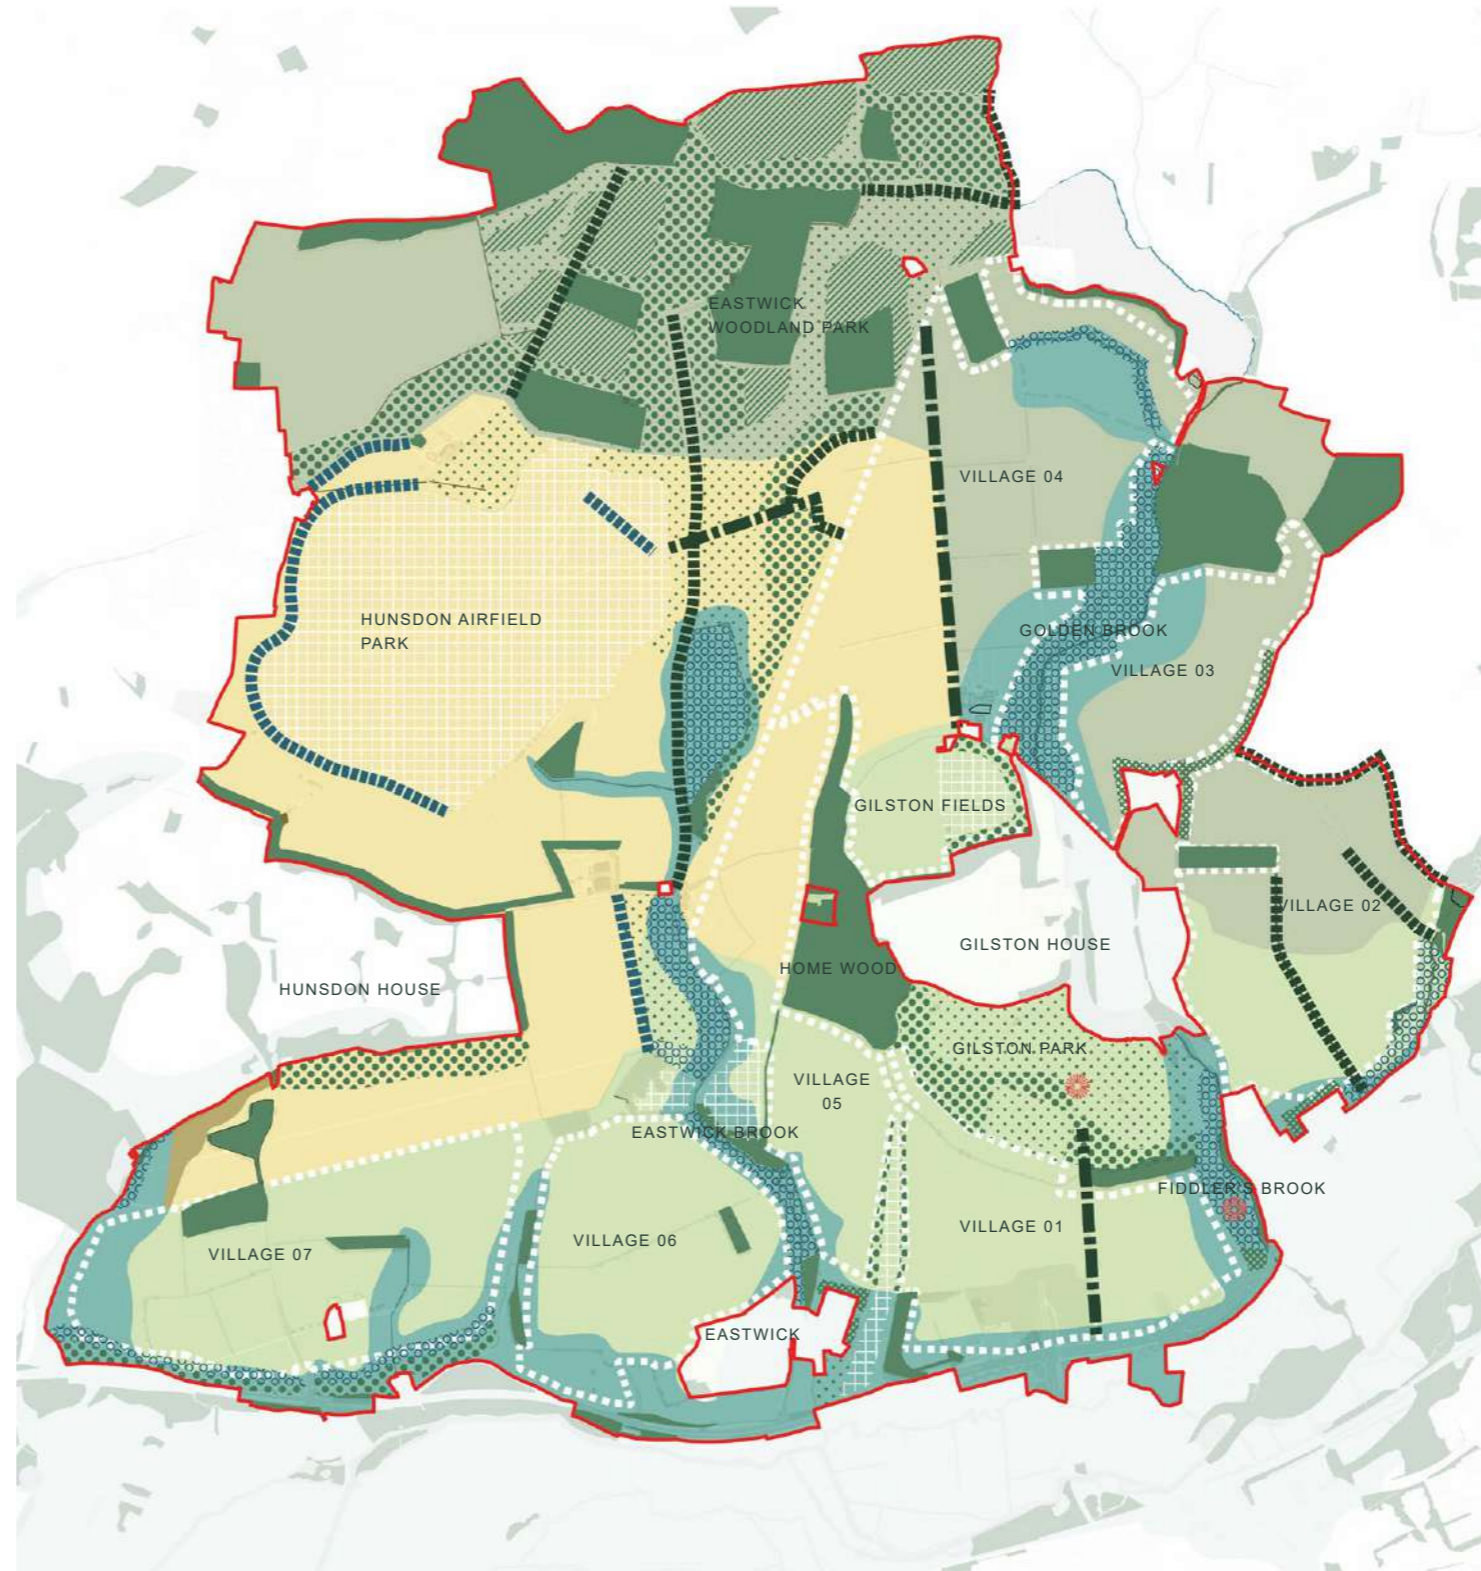 EASTWICK
WOODLAND PARK
VILLAGE 04
HUNSDON AIRFIELD
PARK
GOLDEN BROOK
VILLAGE 03
GILSTON FIELDS
VILLAGE 02
GILSTON HOUSE
HOME WOOD
HUNSDON HOUSE
GILSTON PARK
VILLAGE
05
EASTWICK BROOK
FIDDLER'S BROOK
VILLAGE 01
VILLAGE 06
VILLAGE 07
EASTWICK